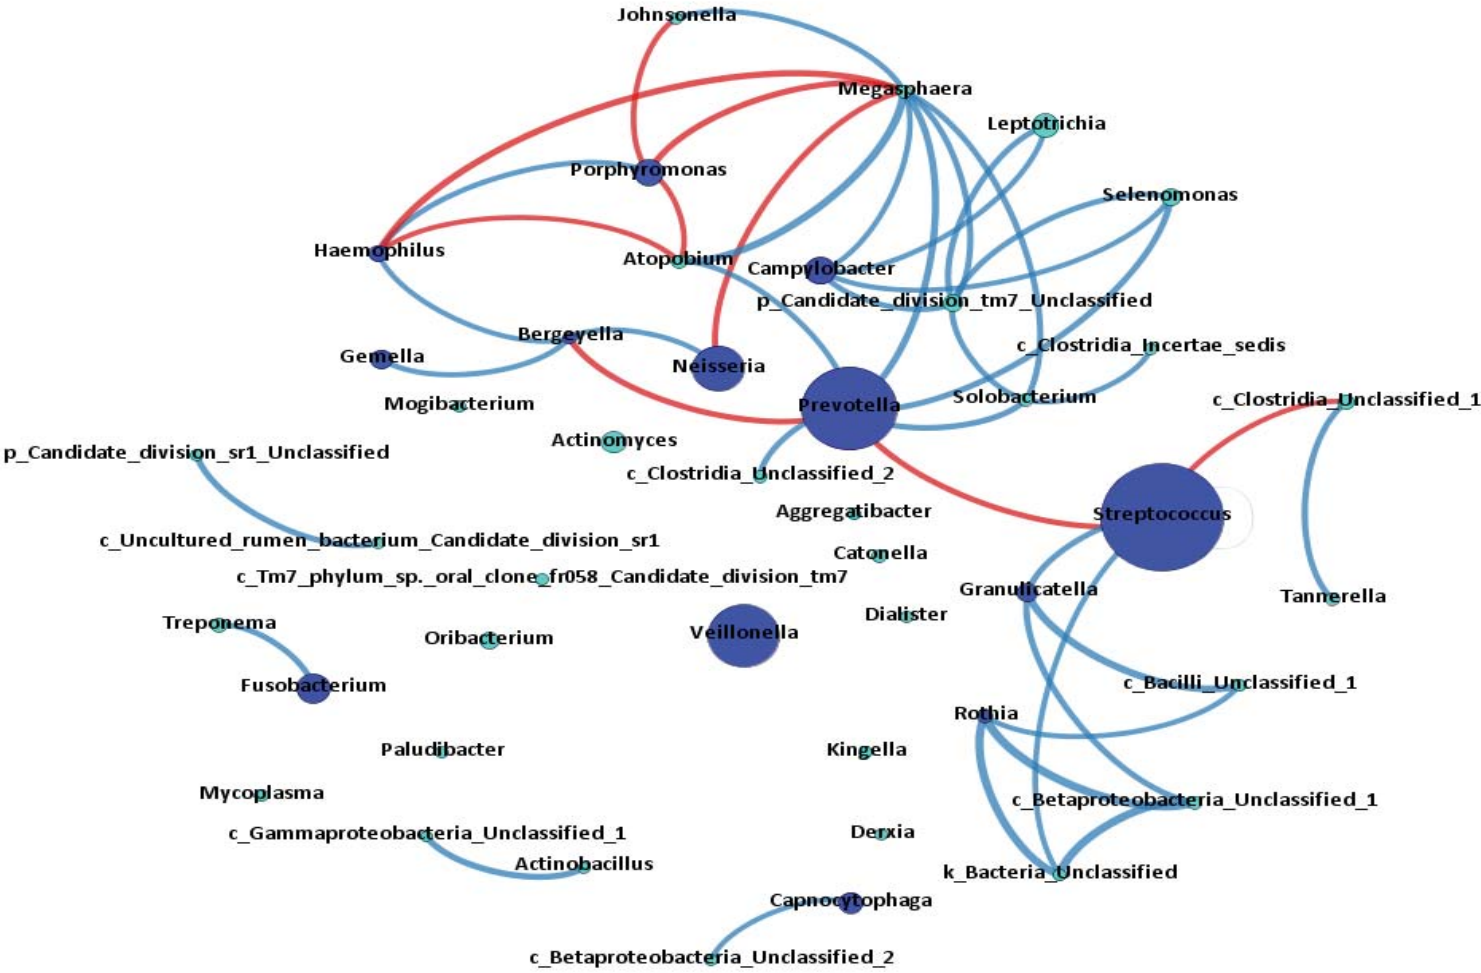 Johnsonella
Megasphaera
Leptotrichia
Porphyromonas
Selenomonas
Haemophilus
Atopobium
Campylobacter
p_Candidate_division_tm7_Unclassified
Bergeyella
Gemella
c_Clostridia_Incertae_sedis
Neisseria
Mogibacterium
Prevotella
Solobacterium
c_Clostridia_Unclassified_1
Actinomyces
p_Candidate_division_sr1_Unclassified
c_Clostridia_Unclassified_2
Aggregatibacter
Streptococcus
c_Uncultured_rumen_bacterium_Candidate_division_sr1
Catonella
c_Tm7_phylum_sp._oral_clone_fr058_Candidate_division_tm7
Granulicatella
Tannerella
Dialister
Treponema
Oribacterium
Veillonella
Fusobacterium
c_Bacilli_Unclassified_1
Rothia
Paludibacter
Kingella
Mycoplasma
c_Betaproteobacteria_Unclassified_1
c_Gammaproteobacteria_Unclassified_1
Derxia
Actinobacillus
k_Bacteria_Unclassified
Capnocytophaga
c_Betaproteobacteria_Unclassified_2